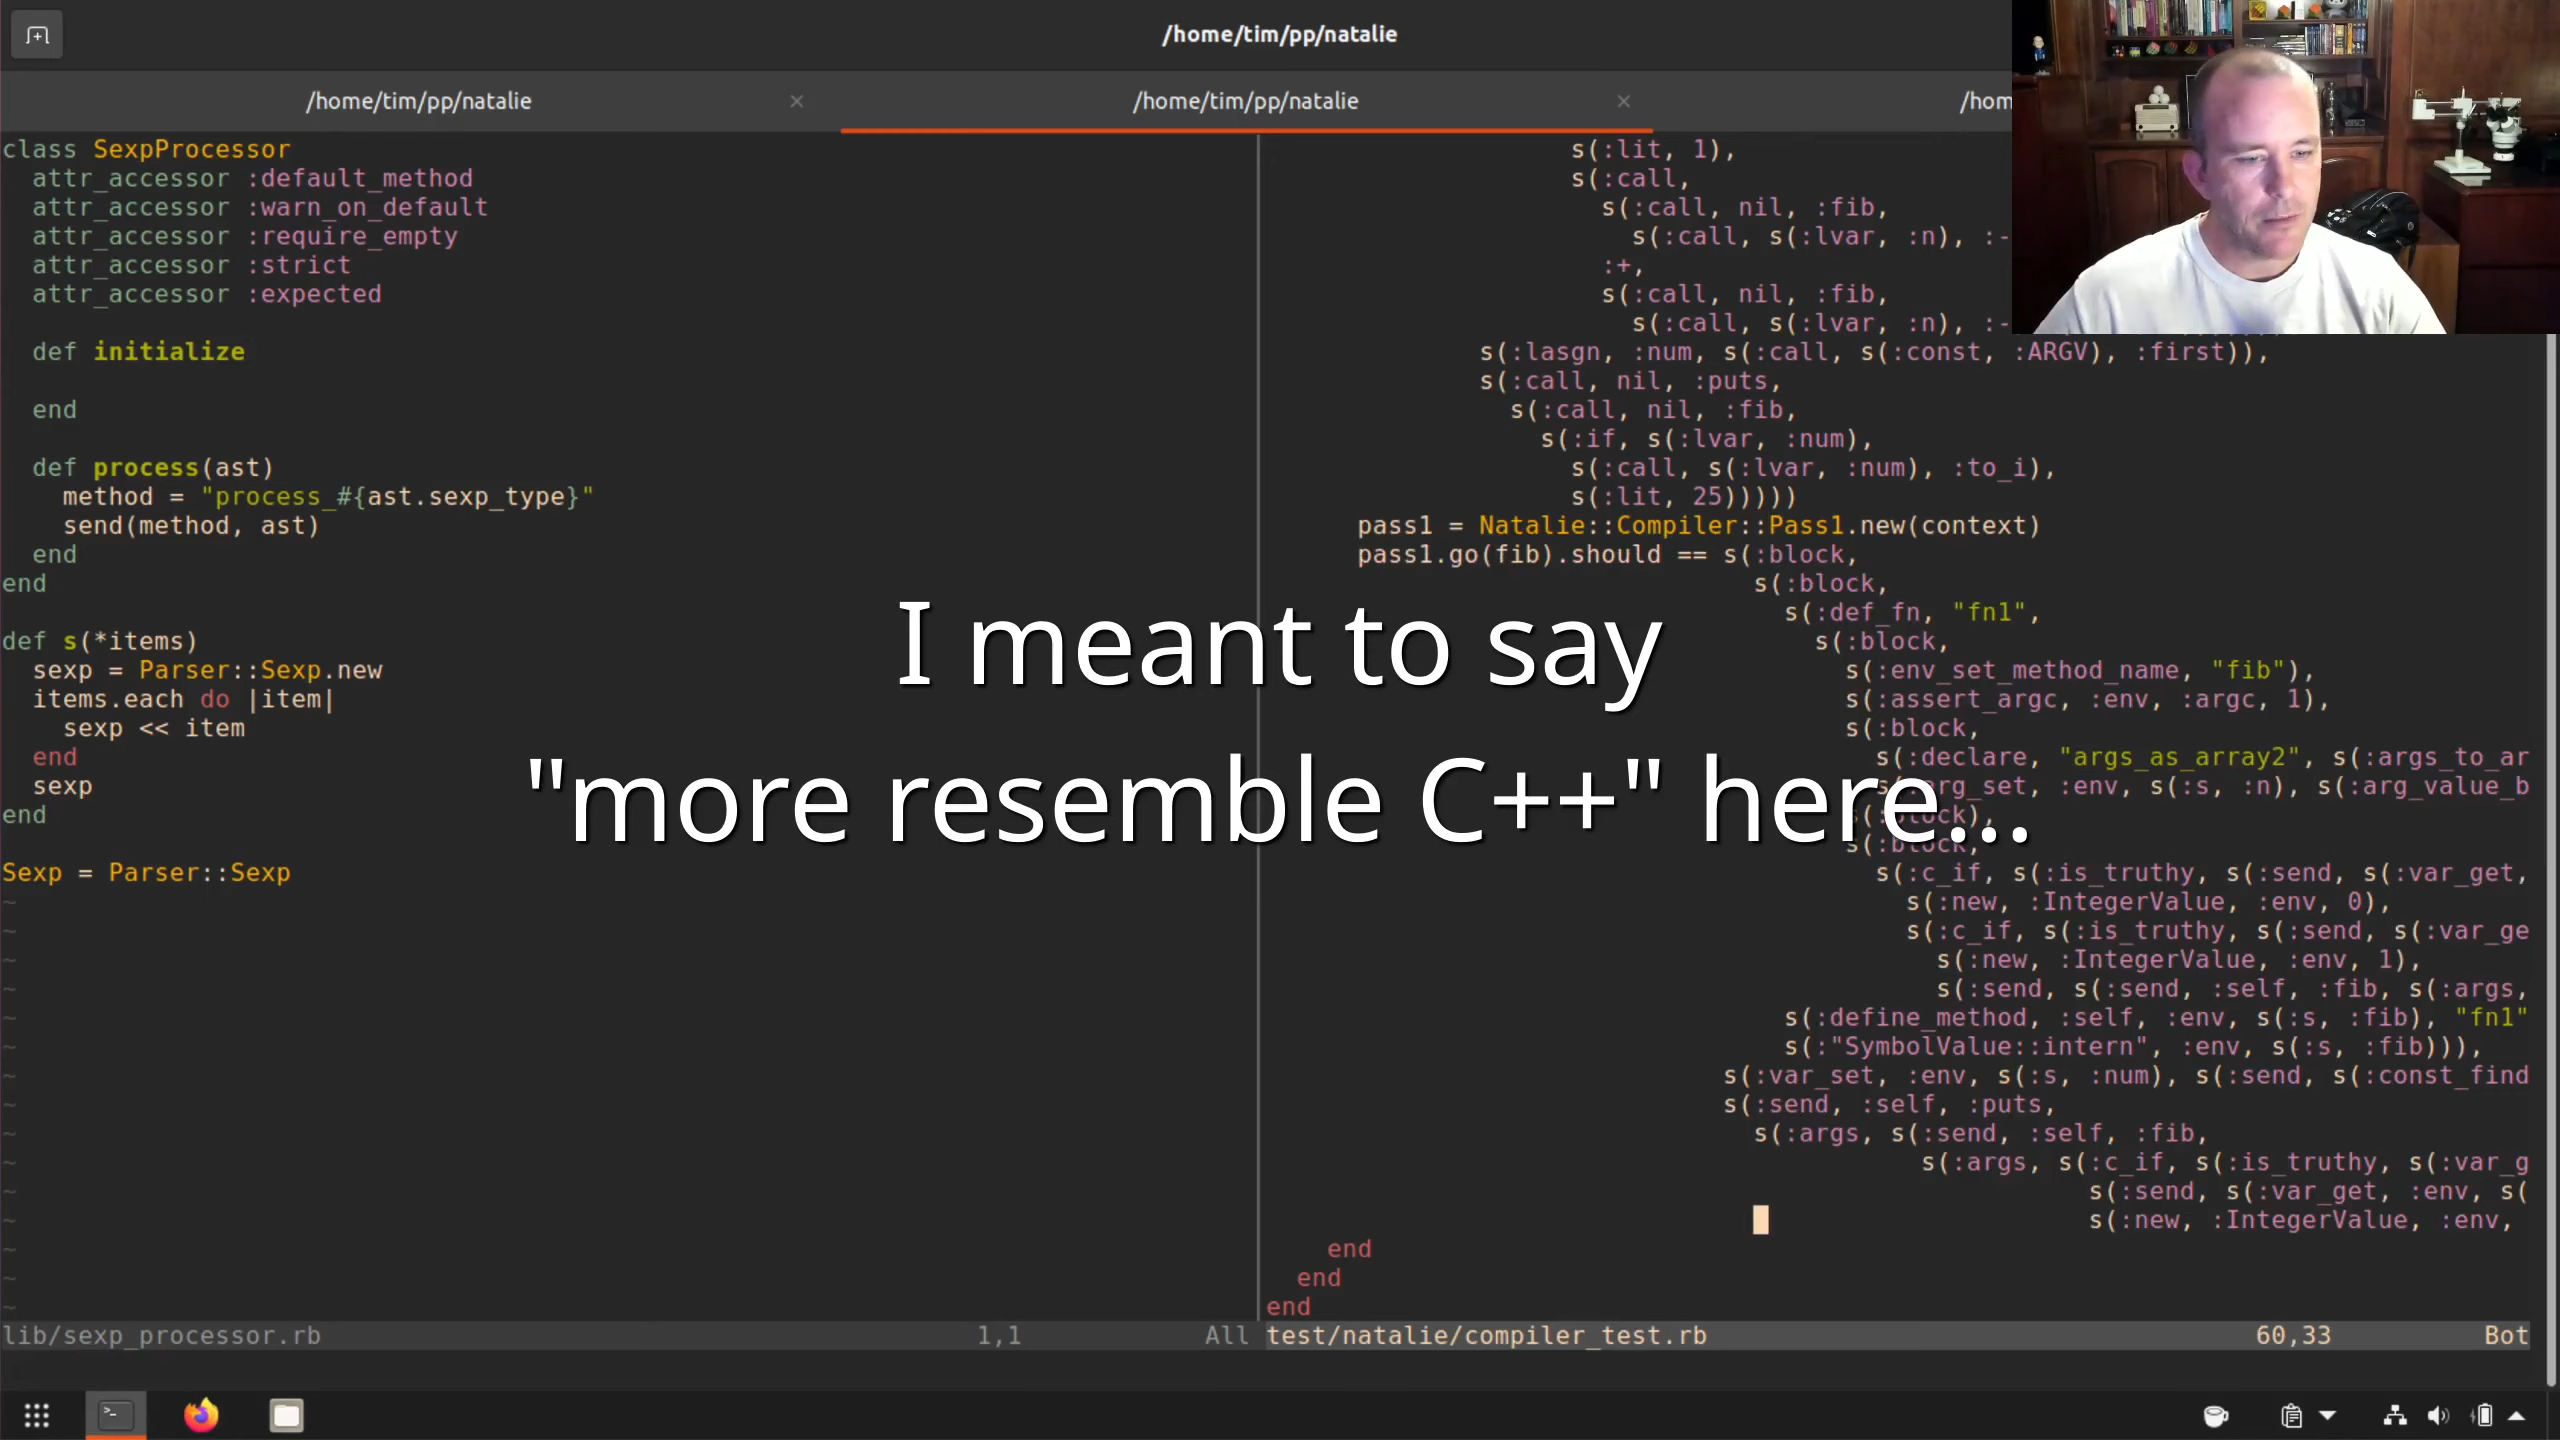 /home/tim/pp/natalie
/home/tim/pp/natalie
/home/tim/pp/natalie
class SexpProcessor
attr_accessor :default_method
attr_accessor :warn_on_default
attr_accessor :require_empty
attr_accessor :strict
attr_accessor :expected
def initialize
end
def process(ast)
method = "process_#{ast.sexp_type}"
send(method, ast)
end
end
def s(*items)
sexp = Parser::Sexp.new
items.each do |item|
sexp << item
end
sexp
end
Sexp = Parser::Sexp
lib/sexp_processor.rb 1,1 All
s(:lit, 1),
s(:call,
s(:call, nil, :fib,
s(:call, s(:lvar, :n), :-
:+,
s(:call, nil, :fib,
s(:call, s(:lvar, :n), :-
s(:lasgn, :num, s(:call, s(:const, :ARGV), :first)),
s(:call, nil, :puts,
s(:call, nil, :fib,
s(:if, s(:lvar, :num),
s(:call, s(:lvar, :num), :to_i),
s(:lit, 25)))))
pass1 = Natalie::Compiler::Pass1.new(context)
pass1.go(fib).should == s(:block,
s(:block,
s(:def_fn, "fn1",
s(:block,
s(:env_set_method_name, "fib"),
s(:assert_argc, :env, :argc, 1),
s(:block,
s(:declare, "args_as_array2", s(:args_to_ar
:env, s(:s, :n), s(:arg_value_b
s(:block),
s(:block,
s(:c_if, s(:is_truthy, s(:send, s(:var_get,
s(:new, :IntegerValue, :env, 0),
s(:c_if, s(:is_truthy, s(:send, s(:var_ge
s(:new, :IntegerValue, :env, 1),
s(:send, s(:send, :self, :fib, s(:args,
s(:define_method, :self, :env, s(:s, :fib), "fn1"
s(:"SymbolValue::intern", :env, s(:s, :fib))),
s(:var_set, :env, s(:s, :num), s(:send, s(:const_find
s(:send, :self, :puts,
s(:args, s(:send, :self, :fib,
s(:args, s(:c_if, s(:is_truthy, s(:var_g
s(:send, s(:var_get, :env, s(
s(:new, :IntegerValue, :env,
end
end
end
test/natalie/compiler_test.rb 60,33 Bot
I meant to say
"more resemble C++" here...